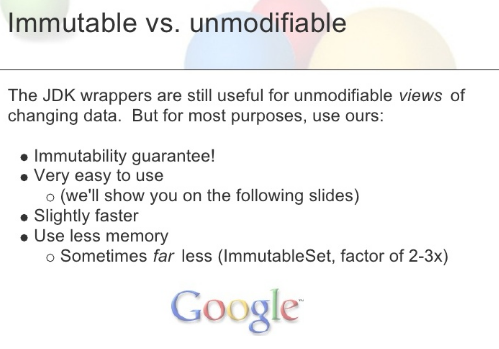 Immutable vs. unmodifiable
The JDK wrappers are still useful for unmodifiable views of
changing data. But for most purposes, use ours:
● Immutability guarantee!
● Very easy to use
○ (we'll show you on the following slides)
● Slightly faster
● Use less memory
○ Sometimes far less (ImmutableSet, factor of 2-3x)
Google™